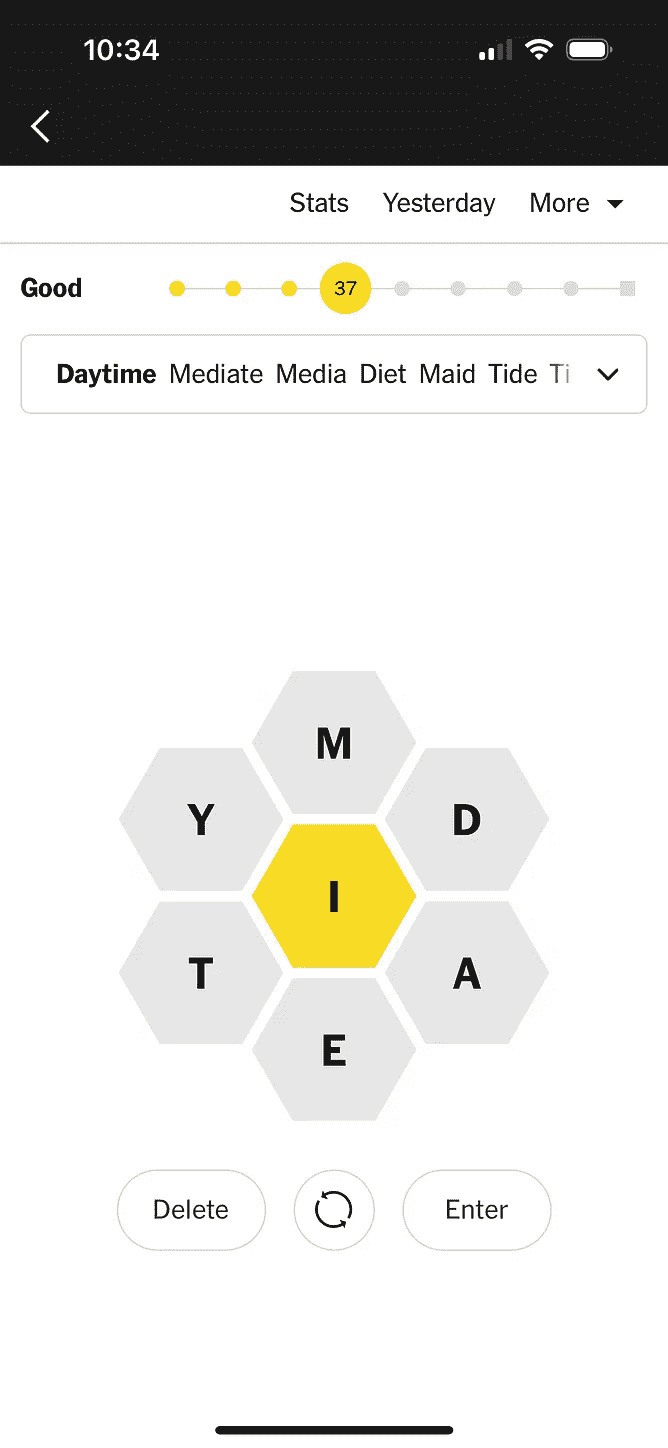 10:34
Stats Yesterday More
Good 37
Daytime Mediate Media Diet Maid Tide Ti
M
Y D
I
T A
E
Delete Enter